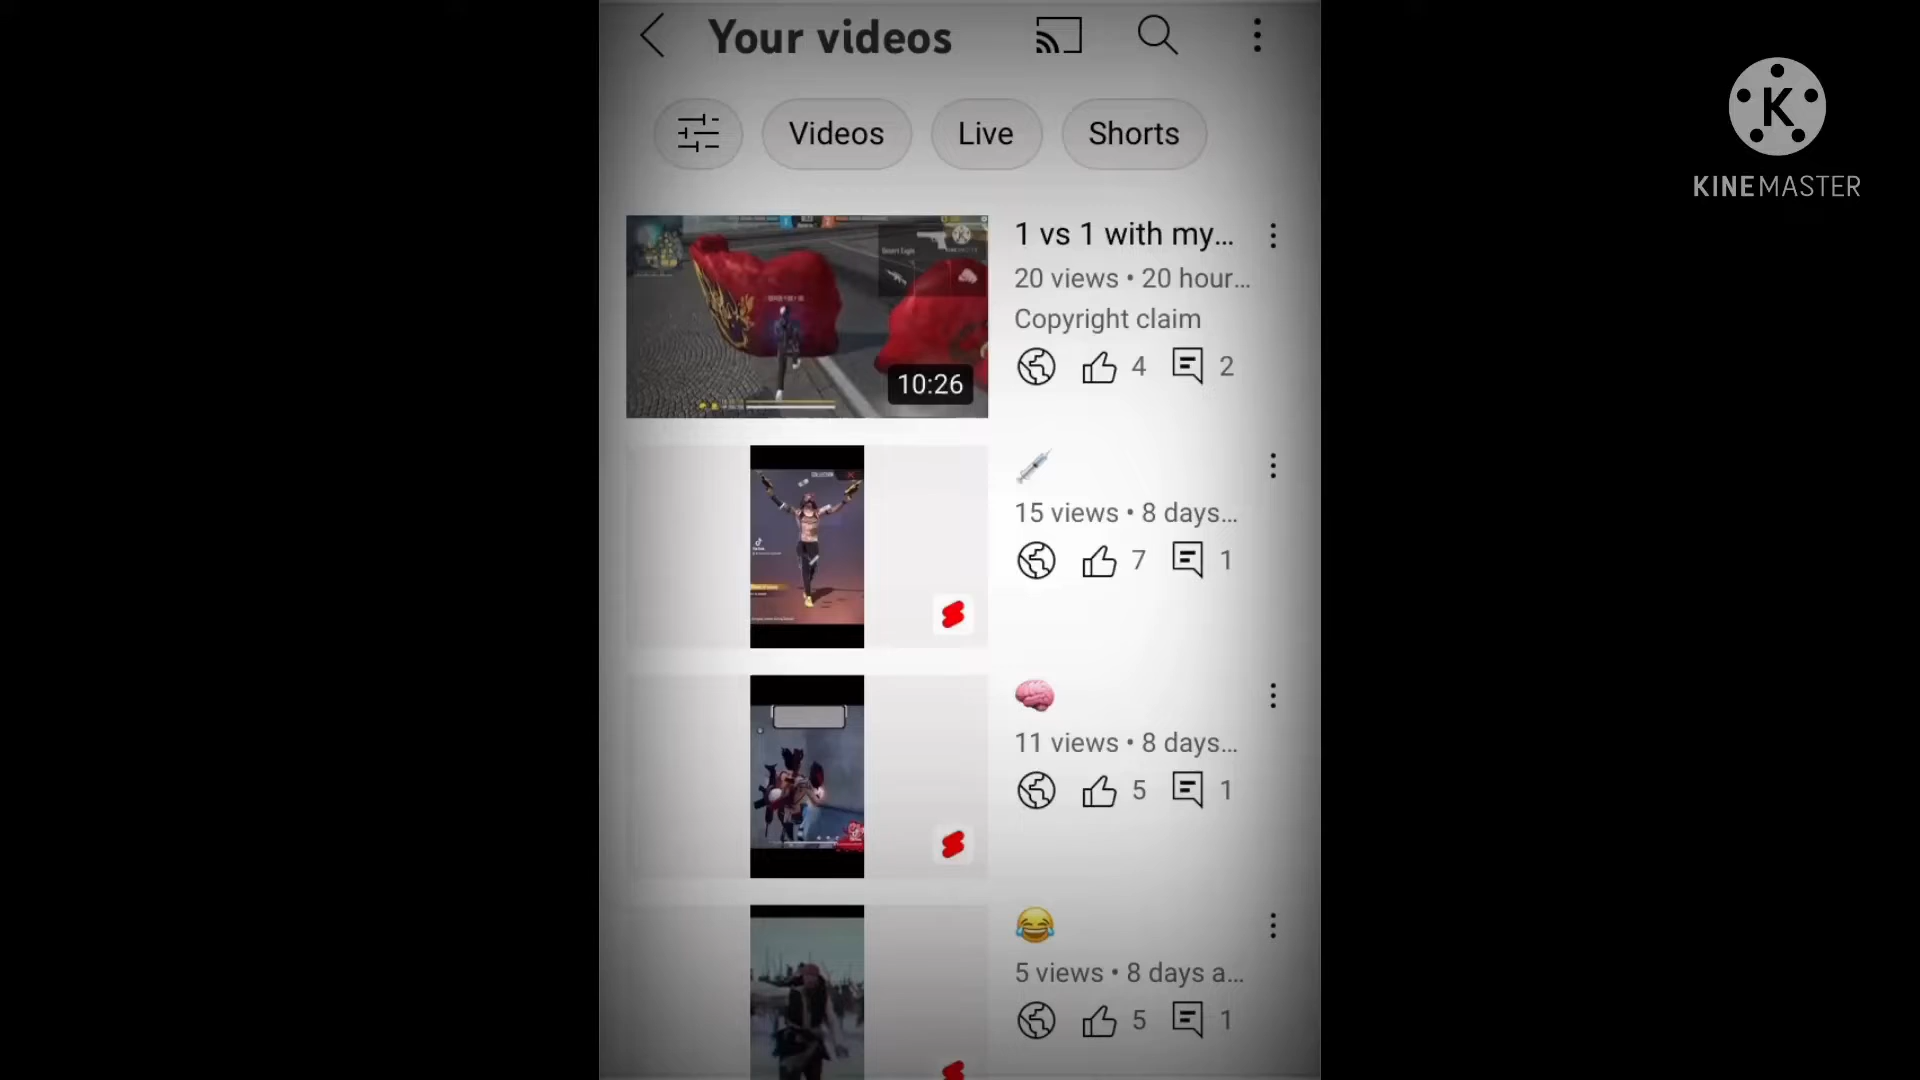 Your videos
KINEMASTER
Videos
Live
Shorts
10:26
1 vs 1 with my...
20 views • 20 hour...
Copyright claim
4
2
💉
15 views • 8 days...
7
1
🧠
11 views • 8 days...
5
1
😂
5 views • 8 days a...
5
1